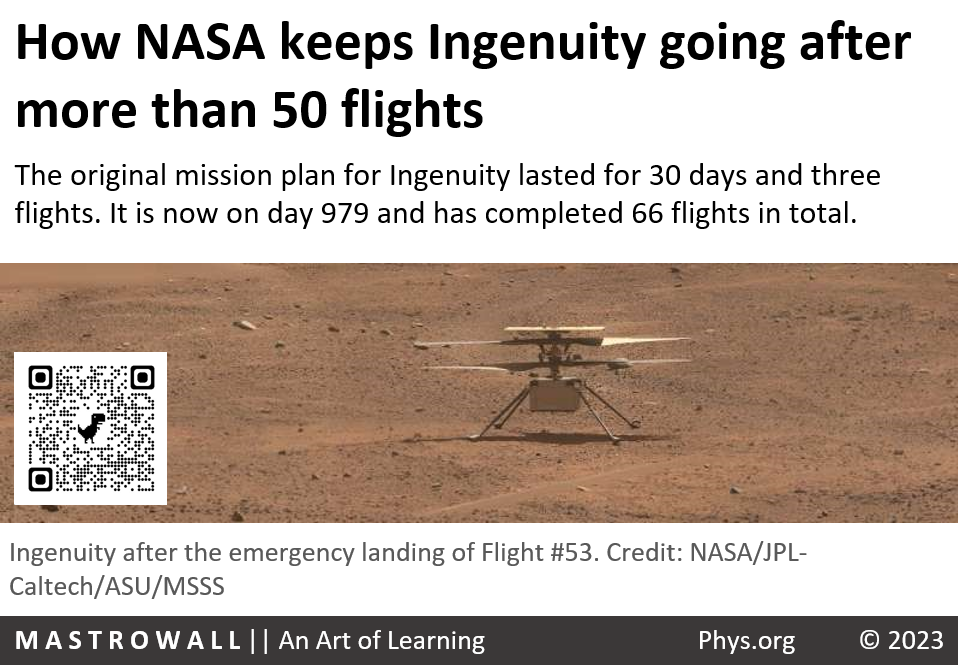 How NASA keeps Ingenuity going after
more than 50 flights
The original mission plan for Ingenuity lasted for 30 days and three
flights. It is now on day 979 and has completed 66 flights in total.
Ingenuity after the emergency landing of Flight #53. Credit: NASA/JPL-
Caltech/ASU/MSSS
MASTROWALL || An Art of Learning Phys.org © 2023